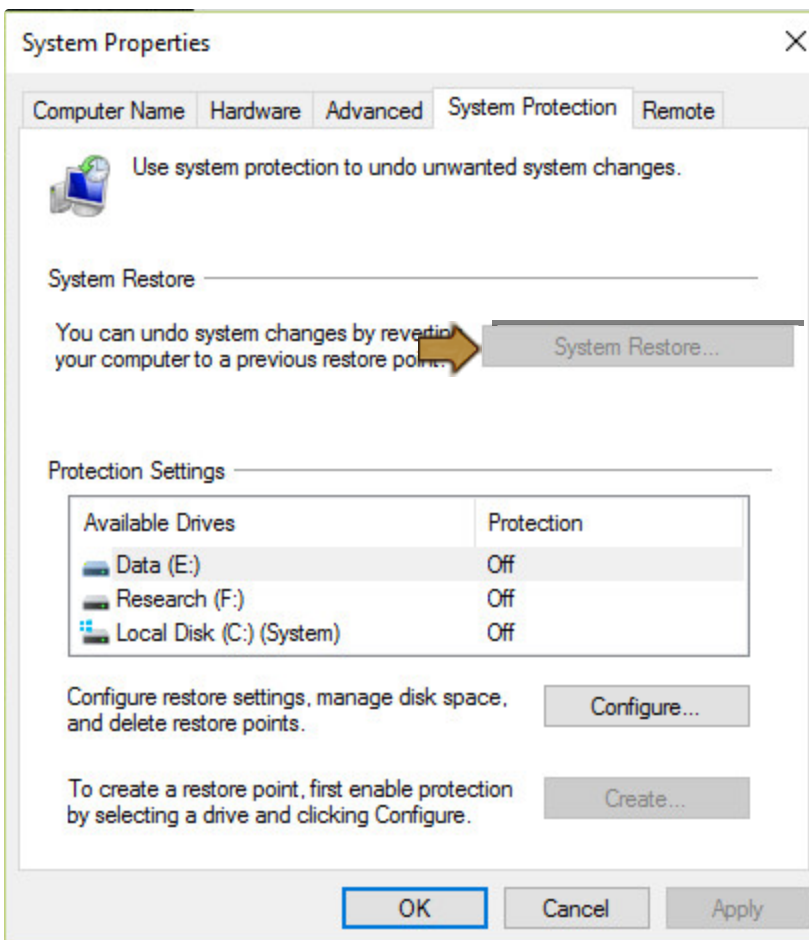 System Properties
Computer Name
Hardware
Advanced
System Protection
Remote
Use system protection to undo unwanted system changes.
System Restore
You can undo system changes by reverting
your computer to a previous restore point.
System Restore...
Protection Settings
Available Drives
Protection
Data (E:)
Off
Research (F:)
Off
Local Disk (C:) (System)
Off
Configure restore settings, manage disk space,
and delete restore points.
Configure...
To create a restore point, first enable protection
by selecting a drive and clicking Configure.
Create...
OK
Cancel
Apply